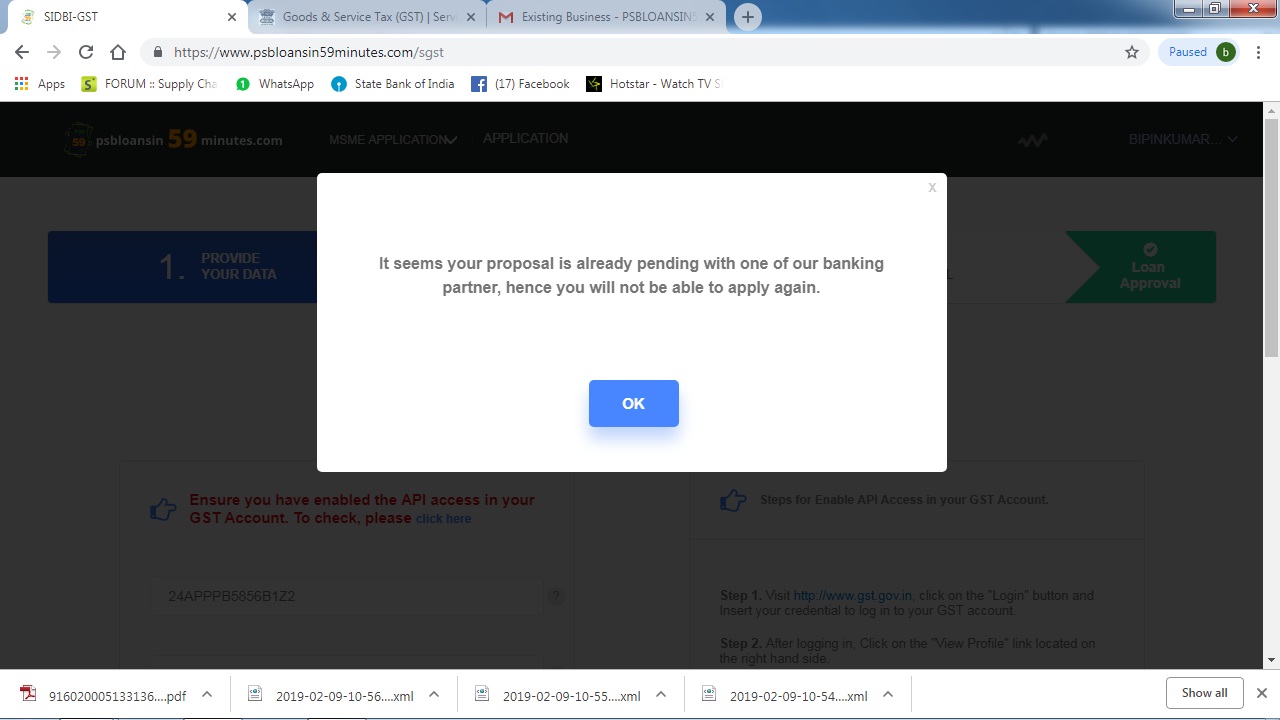 SIDBI-GST
Goods & Service Tax (GST) | Serv
Existing Business - PSBLOANSIN5
https://www.psbloansin59minutes.com/sgst
Paused
b
Apps
FORUM :: Supply Cha
WhatsApp
State Bank of India
(17) Facebook
Hotstar - Watch TV S
psbloansin 59 minutes.com
MSME APPLICATION
APPLICATION
BIPINKUMAR...
X
It seems your proposal is already pending with one of our banking
partner, hence you will not be able to apply again.
OK
1. PROVIDE
YOUR DATA
Loan
Approval
Ensure you have enabled the API access in your
GST Account. To check, please click here
24APPPB5856B1Z2
?
Steps for Enable API Access in your GST Account.
Step 1. Visit http://www.gst.gov.in, click on the "Login" button and
Insert your credential to log in to your GST account.
Step 2. After logging in, Click on the "View Profile" link located on
the right hand side.
916020005133136....pdf
2019-02-09-10-56....xml
2019-02-09-10-55....xml
2019-02-09-10-54....xml
Show all